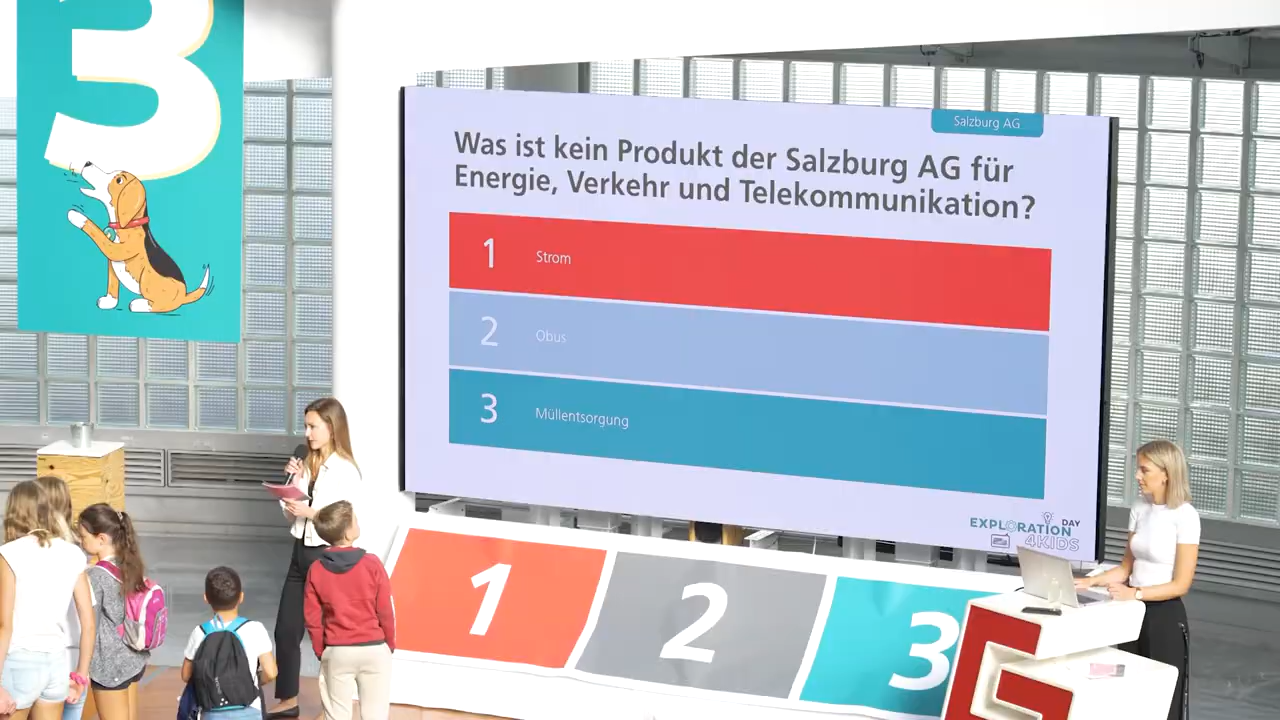 3
Salzburg AG
Was ist kein Produkt der Salzburg AG für
Energie, Verkehr und Telekommunikation?
1 Strom
2 Obus
3 Müllentsorgung
EXPLORATION DAY
4KIDS
1 2 3